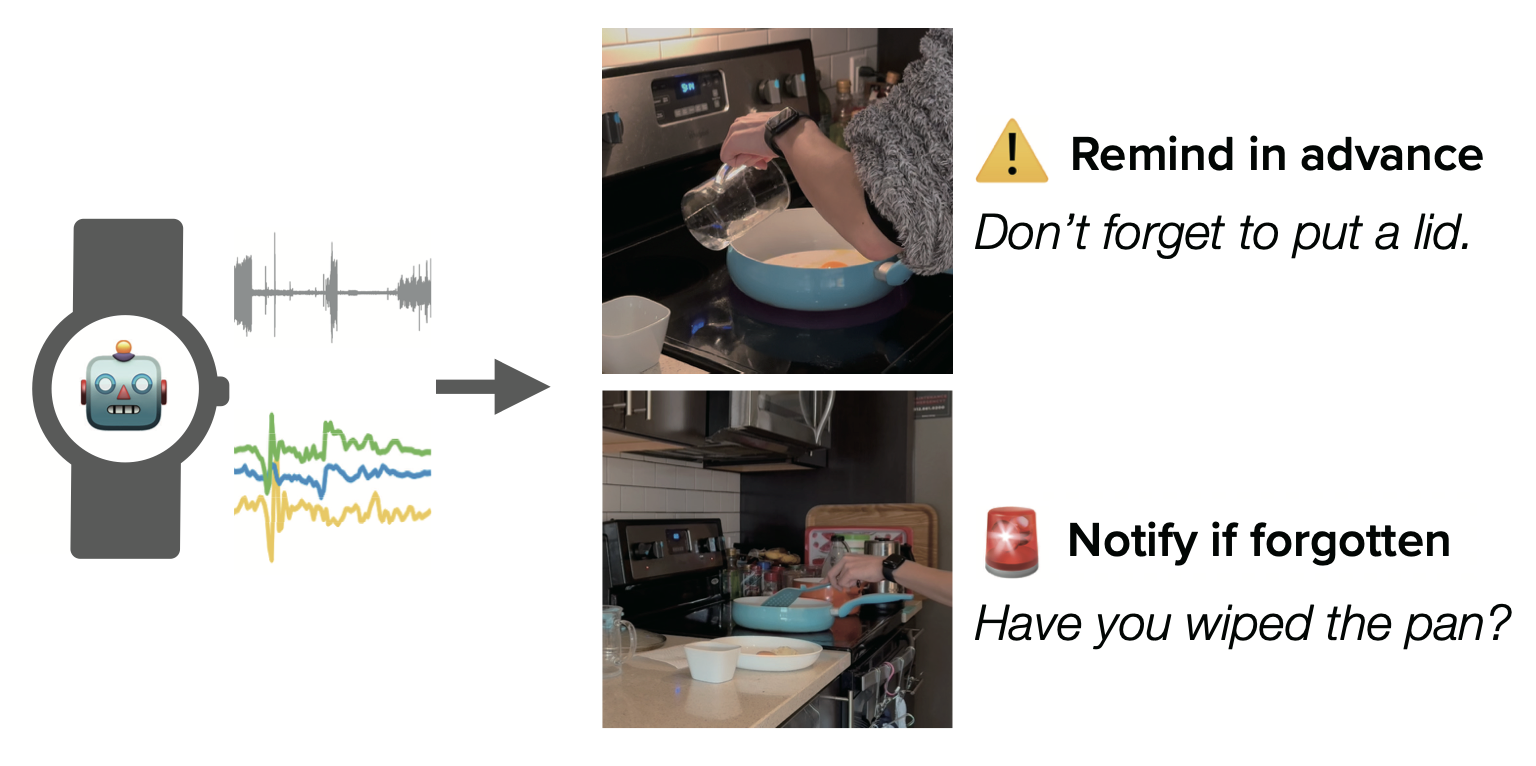 Remind in advance
Don't forget to put a lid.
Notify if forgotten
Have you wiped the pan?